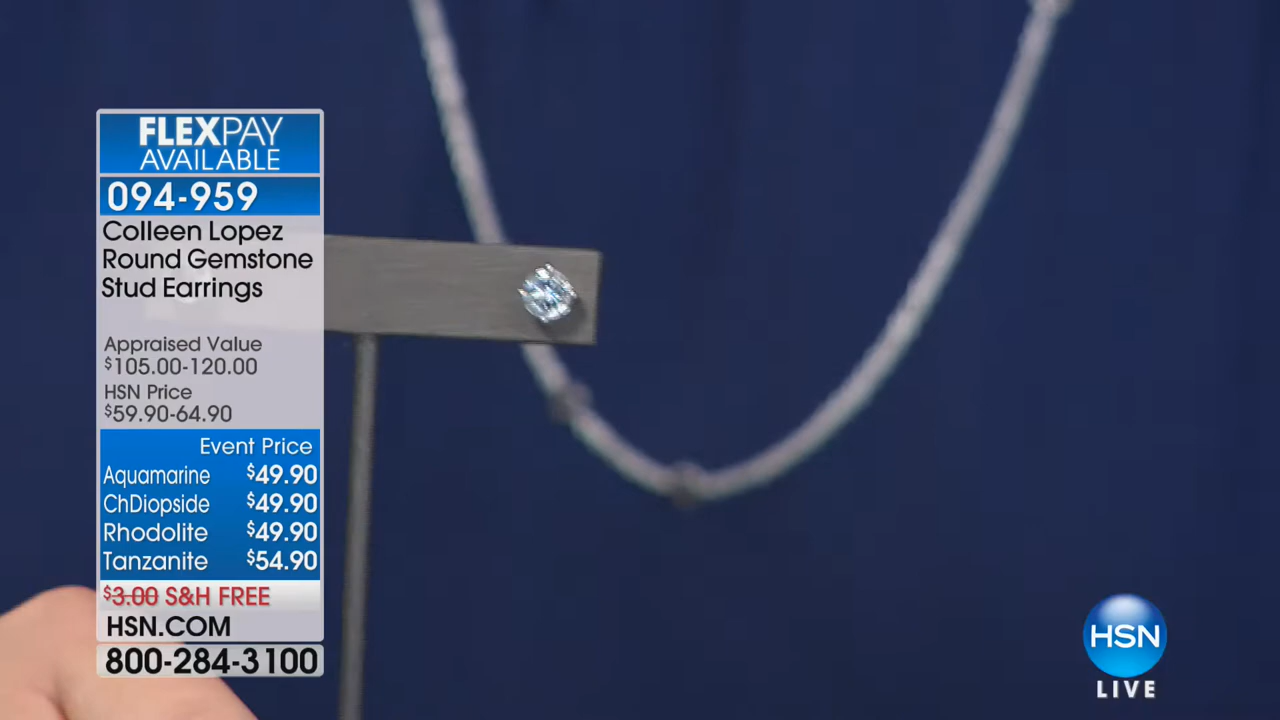 FLEXPAY
AVAILABLE
094-959
Colleen Lopez
Round Gemstone
Stud Earrings
Appraised Value
$105.00-120.00
HSN Price
$59.90-64.90
Event Price
Aquamarine $49.90
ChDiopside $49.90
Rhodolite $49.90
Tanzanite $54.90
$3.00 S&H FREE
HSN.COM
800-284-3100
HSN
LIVE